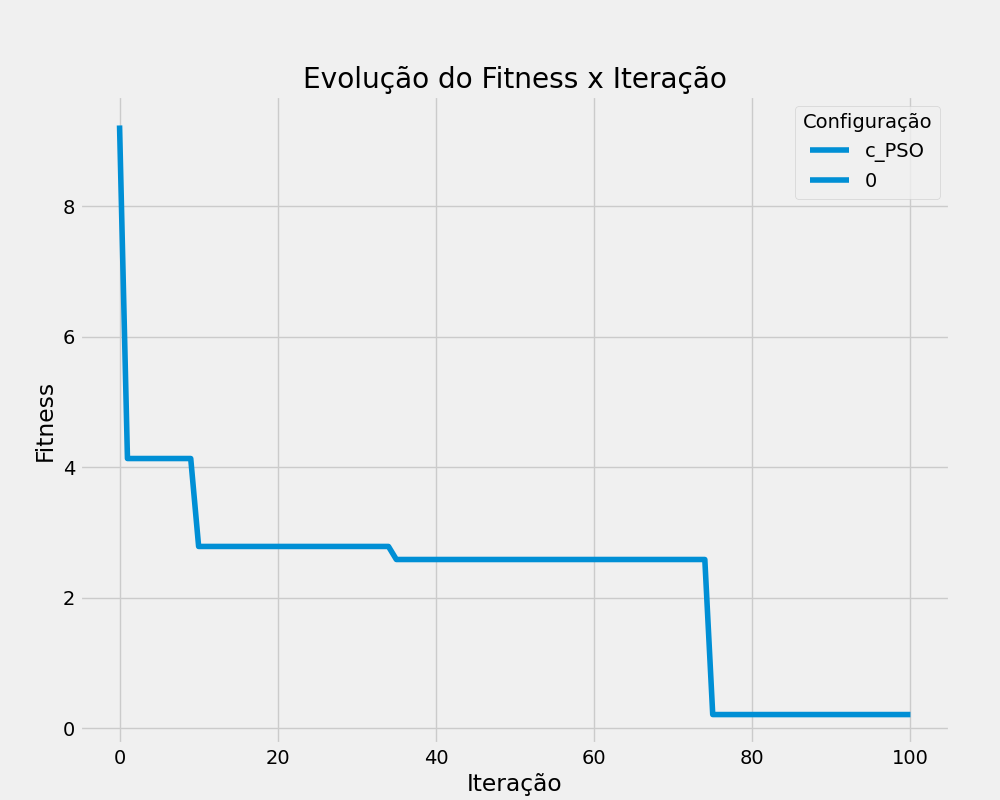 Evolução do Fitness x Iteração
Configuração
c_PSO
0
Fitness
8
6
4
2
0
0 20 40 60 80 100
Iteração